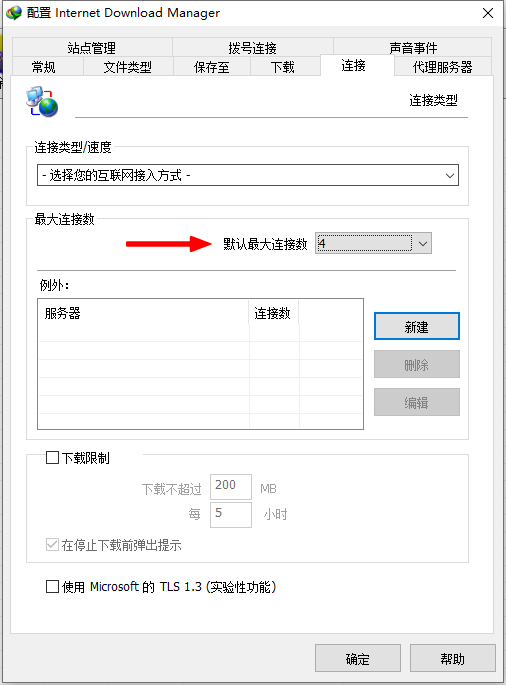 配置 Internet Download Manager
站点管理
拨号连接
声音事件
常规
文件类型
保存至
下载
连接
代理服务器
连接类型
连接类型/速度
- 选择您的互联网接入方式 -
最大连接数
默认最大连接数 4
例外:
服务器 连接数
新建
删除
编辑
下载限制
下载不超过 200 MB
每 5 小时
在停止下载前弹出提示
使用 Microsoft 的 TLS 1.3 (实验性功能)
确定
帮助